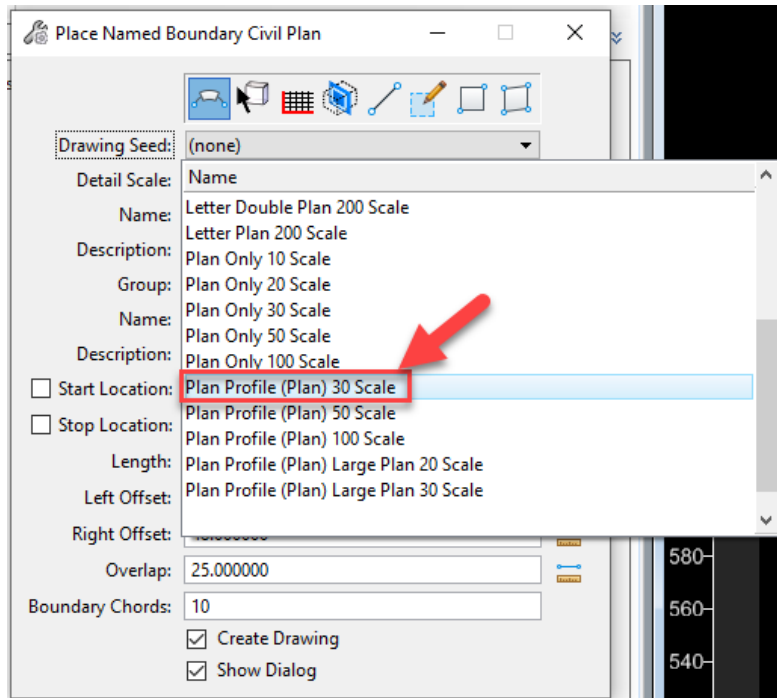 Place Named Boundary Civil Plan
Drawing Seed: (none)
Detail Scale: Name
Name: Letter Double Plan 200 Scale
Letter Plan 200 Scale
Description: Plan Only 10 Scale
Group: Plan Only 20 Scale
Name: Plan Only 30 Scale
Plan Only 50 Scale
Description: Plan Only 100 Scale
Start Location: Plan Profile (Plan) 30 Scale
Stop Location: Plan Profile (Plan) 50 Scale
Plan Profile (Plan) 100 Scale
Length: Plan Profile (Plan) Large Plan 20 Scale
Left Offset: Plan Profile (Plan) Large Plan 30 Scale
Right Offset:
Overlap: 25.000000
580
Boundary Chords: 10
560
Create Drawing
540
Show Dialog